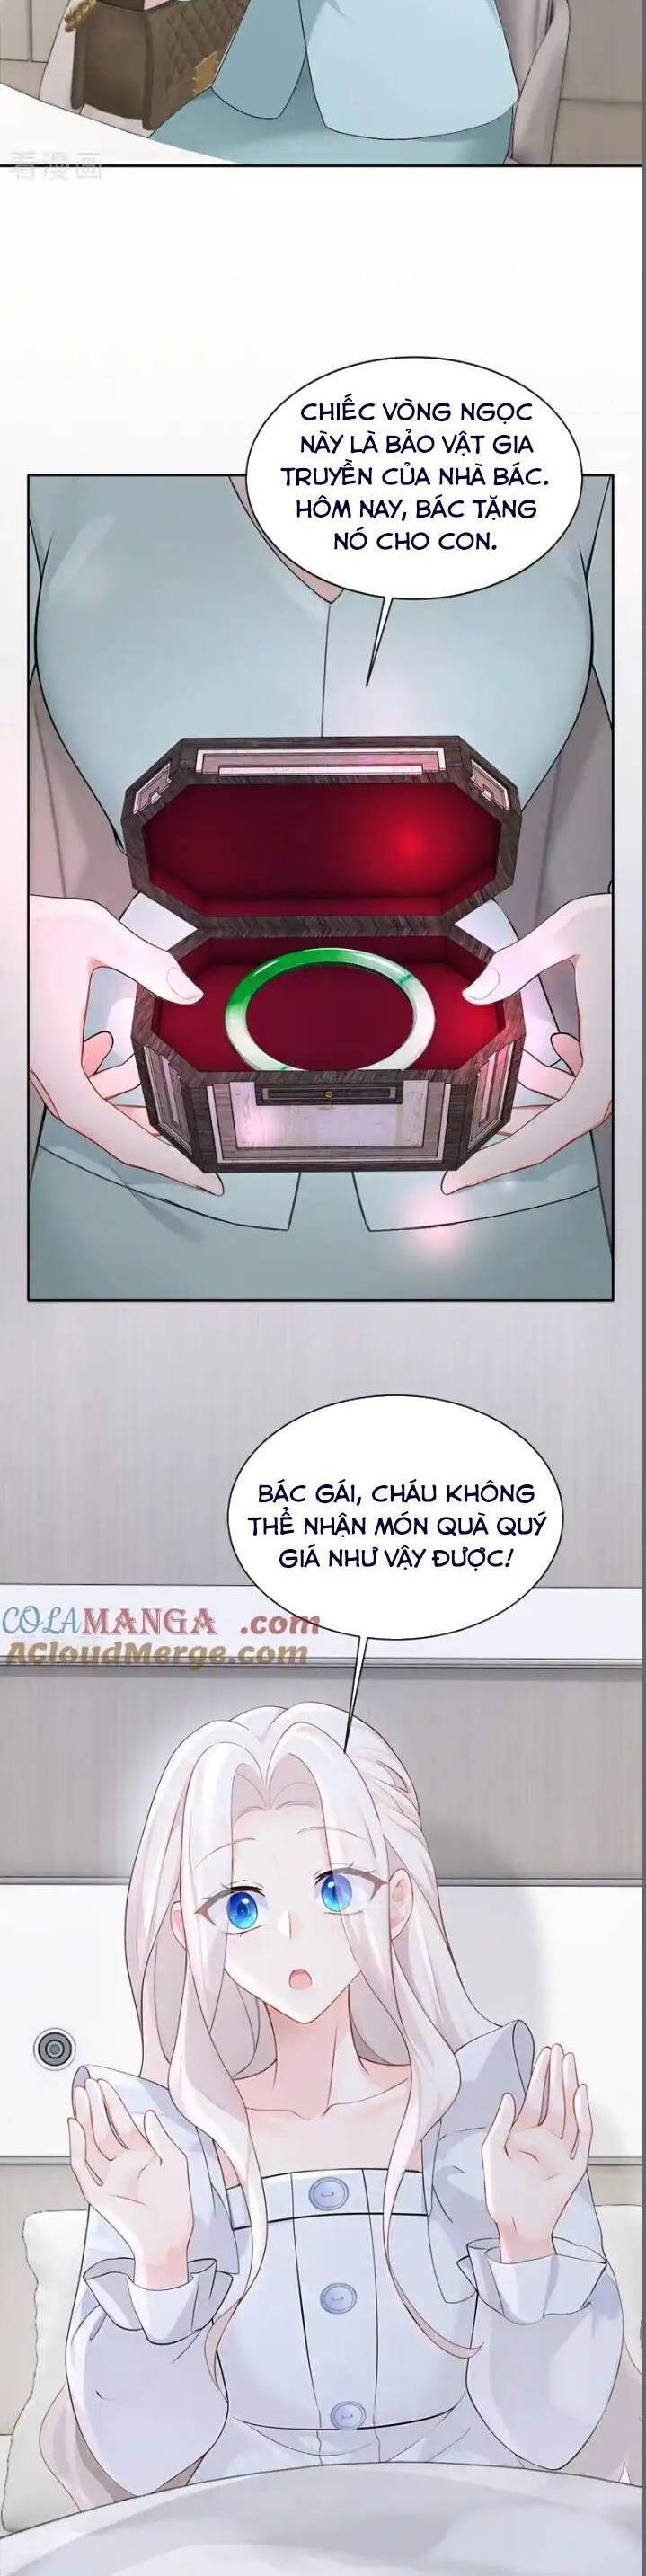 看漫画
CHIẾC VÒNG NGỌC
NÀY LÀ BẢO VẬT GIA
TRUYỀN CỦA NHÀ BÁC.
HÔM NAY, BÁC TẶNG
NÓ CHO CON.
BÁC GÁI, CHÁU KHÔNG
THỂ NHẬN MÓN QUÀ QUÝ
GIÁ NHƯ VẬY ĐƯỢC!
COLAMANGA.com
ACloudMerge.com